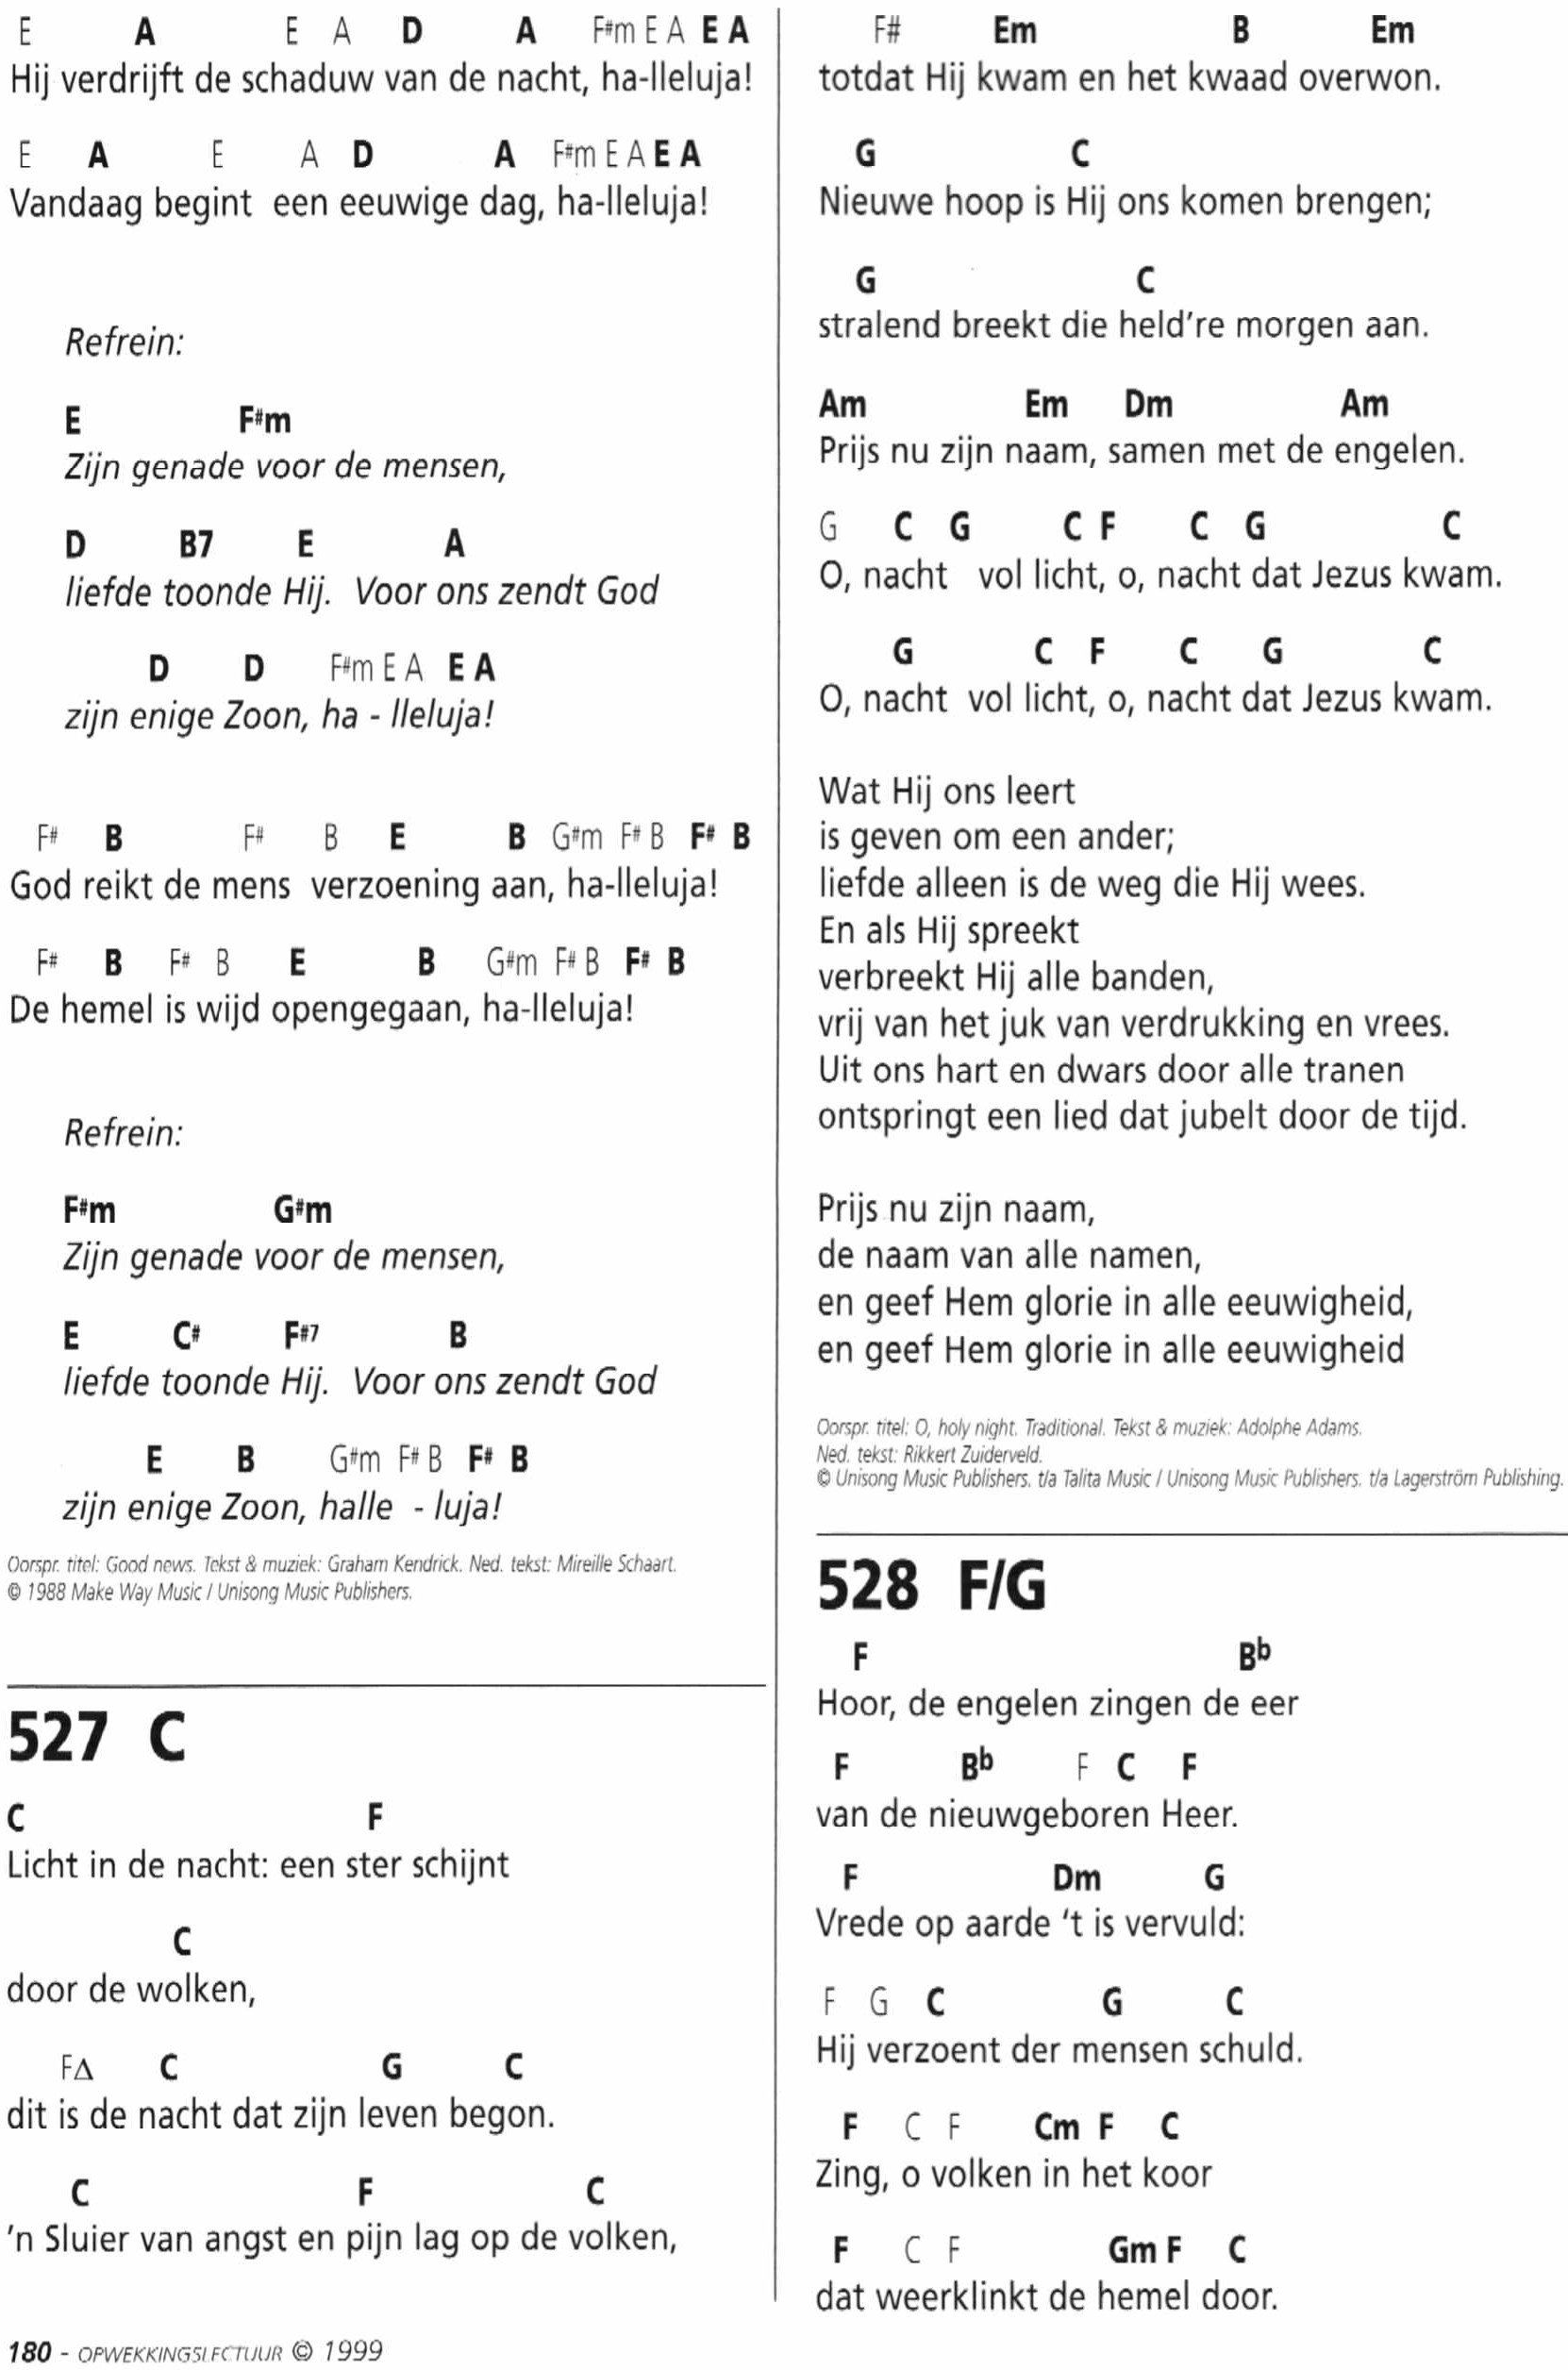 E A E A D A F#m E A E A
Hij verdrijft de schaduw van de nacht, ha-lleluja!
E A E A D A F#m E A E A
Vandaag begint een eeuwige dag, ha-lleluja!
Refrein:
E F#m
Zijn genade voor de mensen,
D B7 E A
liefde toonde Hij. Voor ons zendt God
D D F#m E A E A
zijn enige Zoon, ha - lleluja!
F# B F# B E B G#m F# B F# B
God reikt de mens verzoening aan, ha-lleluja!
F# B F# B E B G#m F# B F# B
De hemel is wijd opengegaan, ha-lleluja!
Refrein:
F#m G#m
Zijn genade voor de mensen,
E C# F#7 B
liefde toonde Hij. Voor ons zendt God
E B G#m F# B F# B
zijn enige Zoon, halle - luja!
Oorspr. titel: Good news. Tekst & muziek: Graham Kendrick. Ned. tekst: Mireille Schaart.
© 1988 Make Way Music / Unisong Music Publishers.
527 C
C F
Licht in de nacht: een ster schijnt
C
door de wolken,
F∆ C G C
dit is de nacht dat zijn leven begon.
C F C
'n Sluier van angst en pijn lag op de volken,
180 - OPWEKKINGSLECTUUR © 1999
F# Em B Em
totdat Hij kwam en het kwaad overwon.
G C
Nieuwe hoop is Hij ons komen brengen;
G C
stralend breekt die held're morgen aan.
Am Em Dm Am
Prijs nu zijn naam, samen met de engelen.
G C G C F C G C
O, nacht vol licht, o, nacht dat Jezus kwam.
G C F C G C
O, nacht vol licht, o, nacht dat Jezus kwam.
Wat Hij ons leert
is geven om een ander;
liefde alleen is de weg die Hij wees.
En als Hij spreekt
verbreekt Hij alle banden,
vrij van het juk van verdrukking en vrees.
Uit ons hart en dwars door alle tranen
ontspringt een lied dat jubelt door de tijd.
Prijs nu zijn naam,
de naam van alle namen,
en geef Hem glorie in alle eeuwigheid,
en geef Hem glorie in alle eeuwigheid
Oorspr. titel: O, holy night. Traditional. Tekst & muziek: Adolphe Adams.
Ned. tekst: Rikkert Zuiderveld.
© Unisong Music Publishers. t/a Talita Music / Unisong Music Publishers. t/a Lagerström Publishing.
528 F/G
F Bb
Hoor, de engelen zingen de eer
F Bb F C F
van de nieuwgeboren Heer.
F Dm G
Vrede op aarde 't is vervuld:
F G C G C
Hij verzoent der mensen schuld.
F C F Cm F C
Zing, o volken in het koor
F C F Gm F C
dat weerklinkt de hemel door.